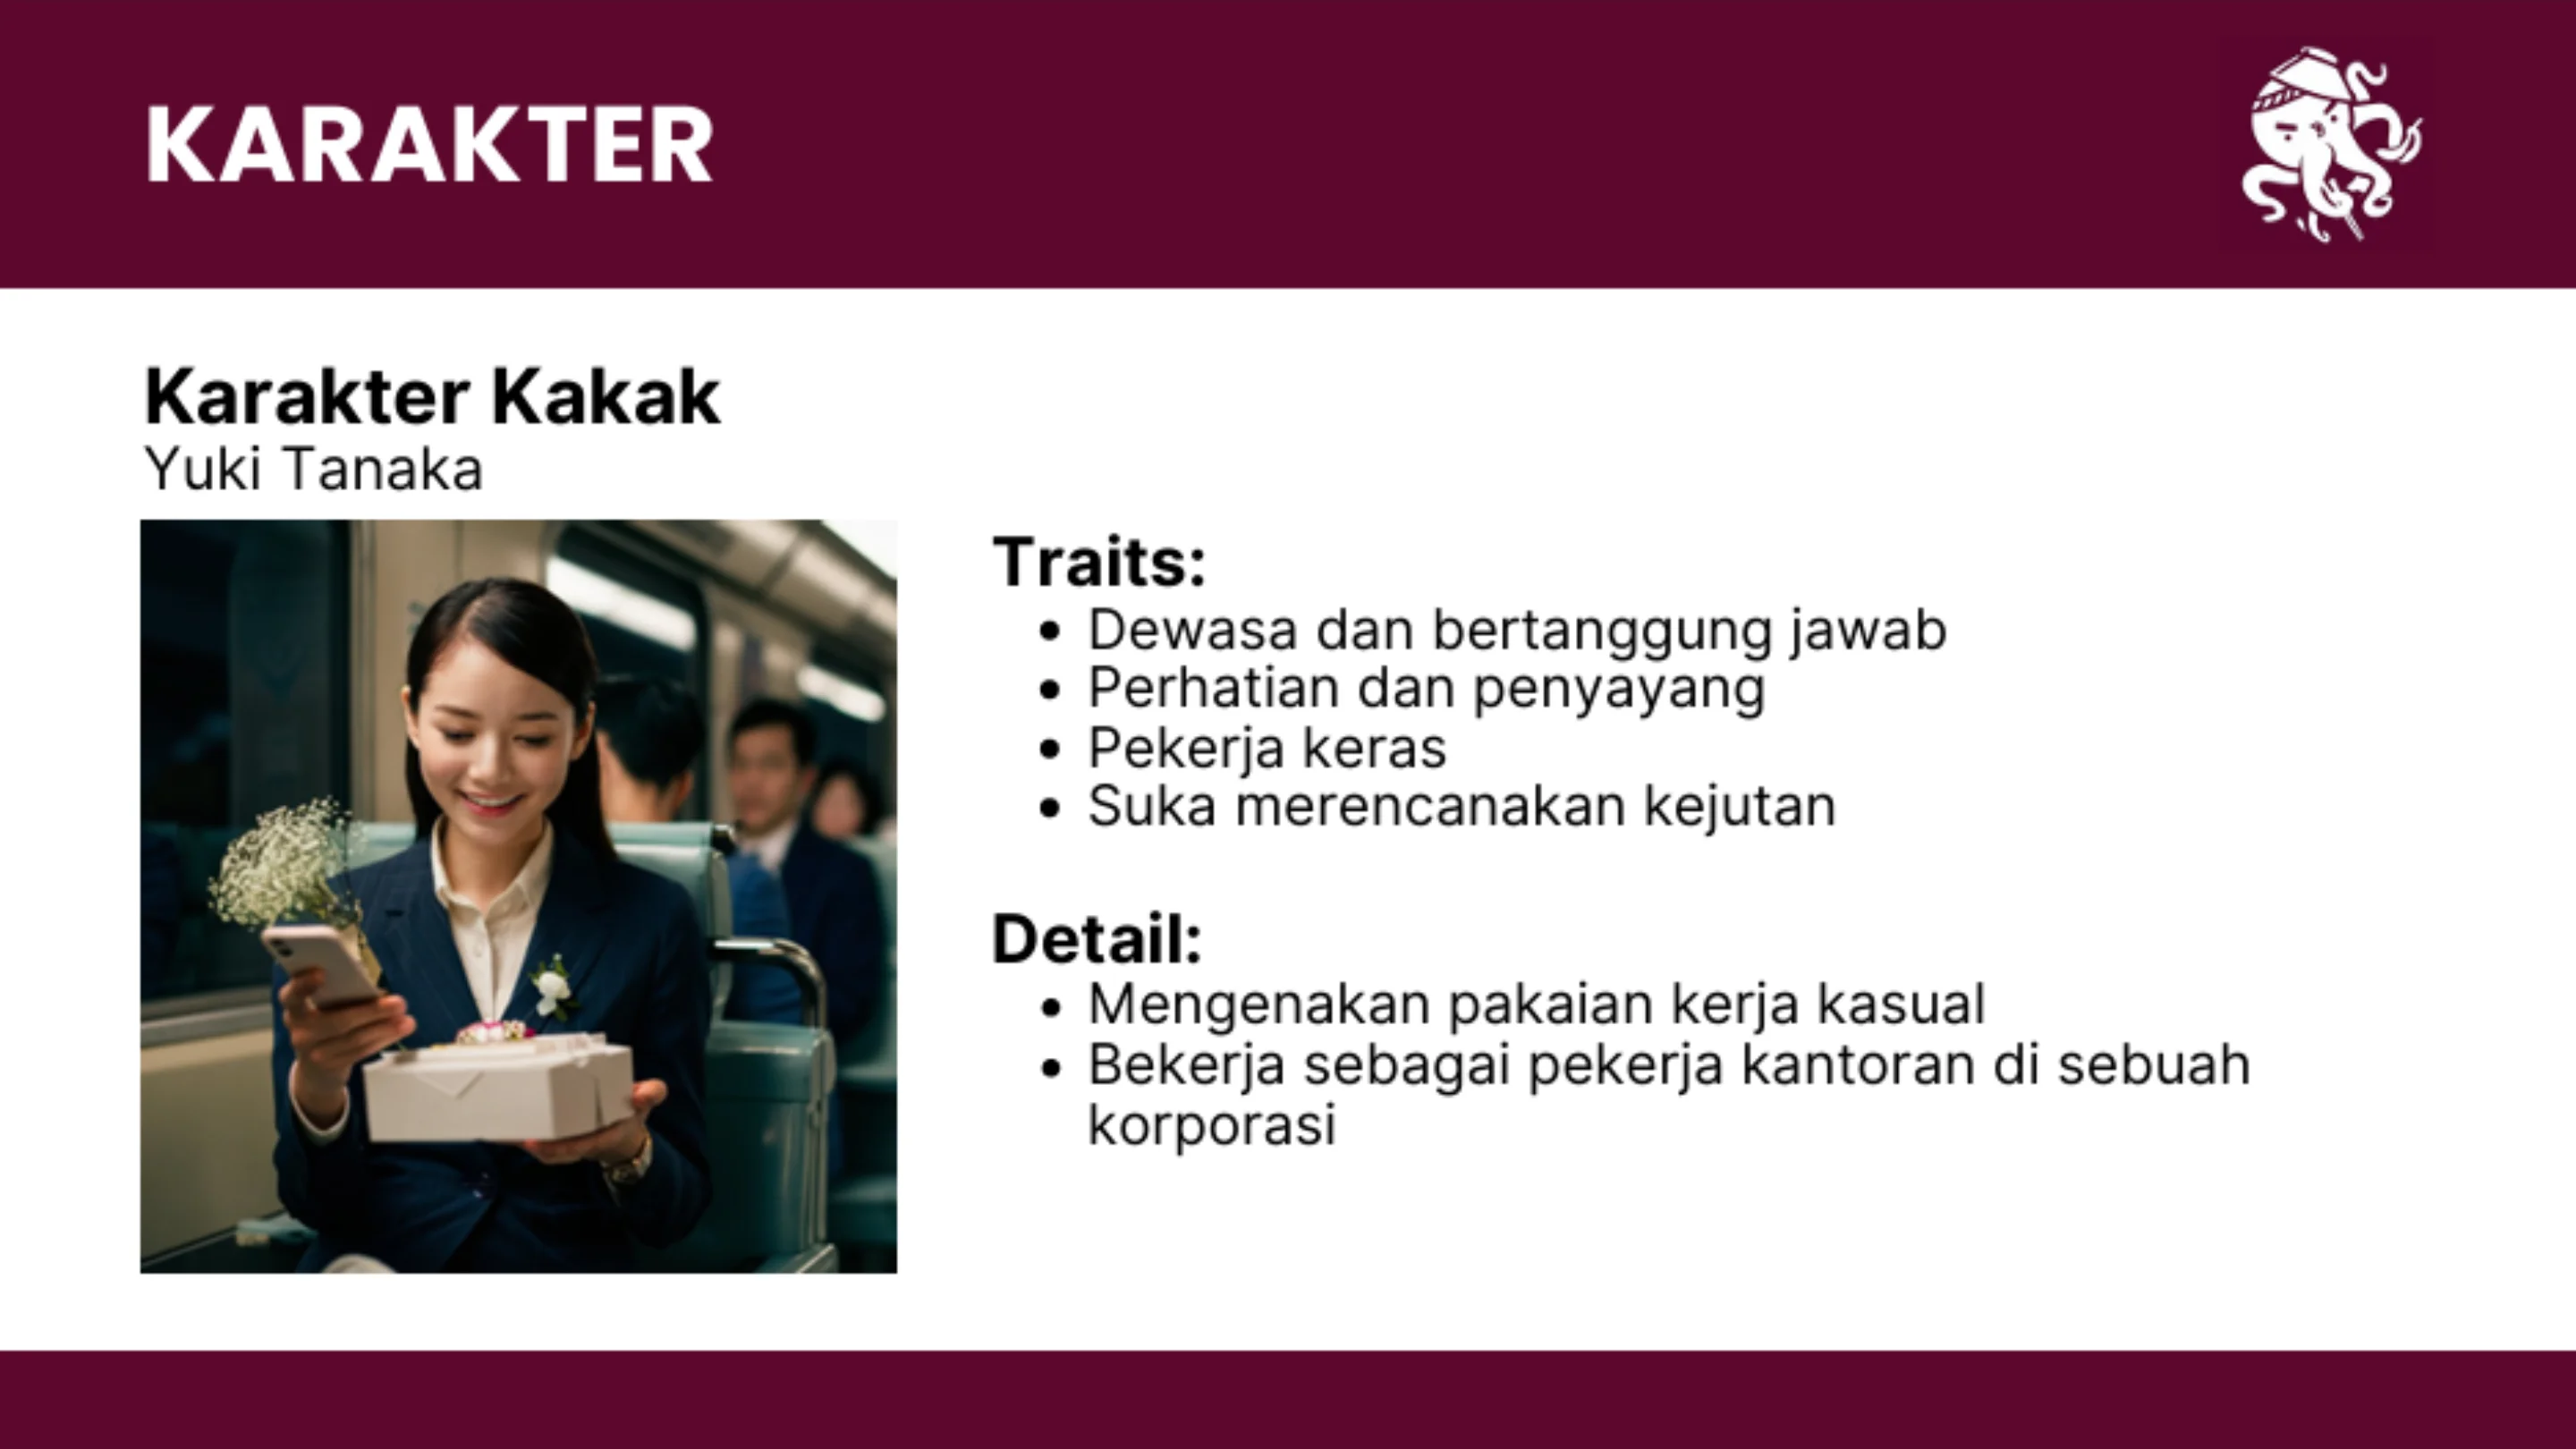 KARAKTER
Karakter Kakak
Yuki Tanaka
Traits:
• Dewasa dan bertanggung jawab
• Perhatian dan penyayang
• Pekerja keras
• Suka merencanakan kejutan
Detail:
• Mengenakan pakaian kerja kasual
• Bekerja sebagai pekerja kantoran di sebuah
korporasi